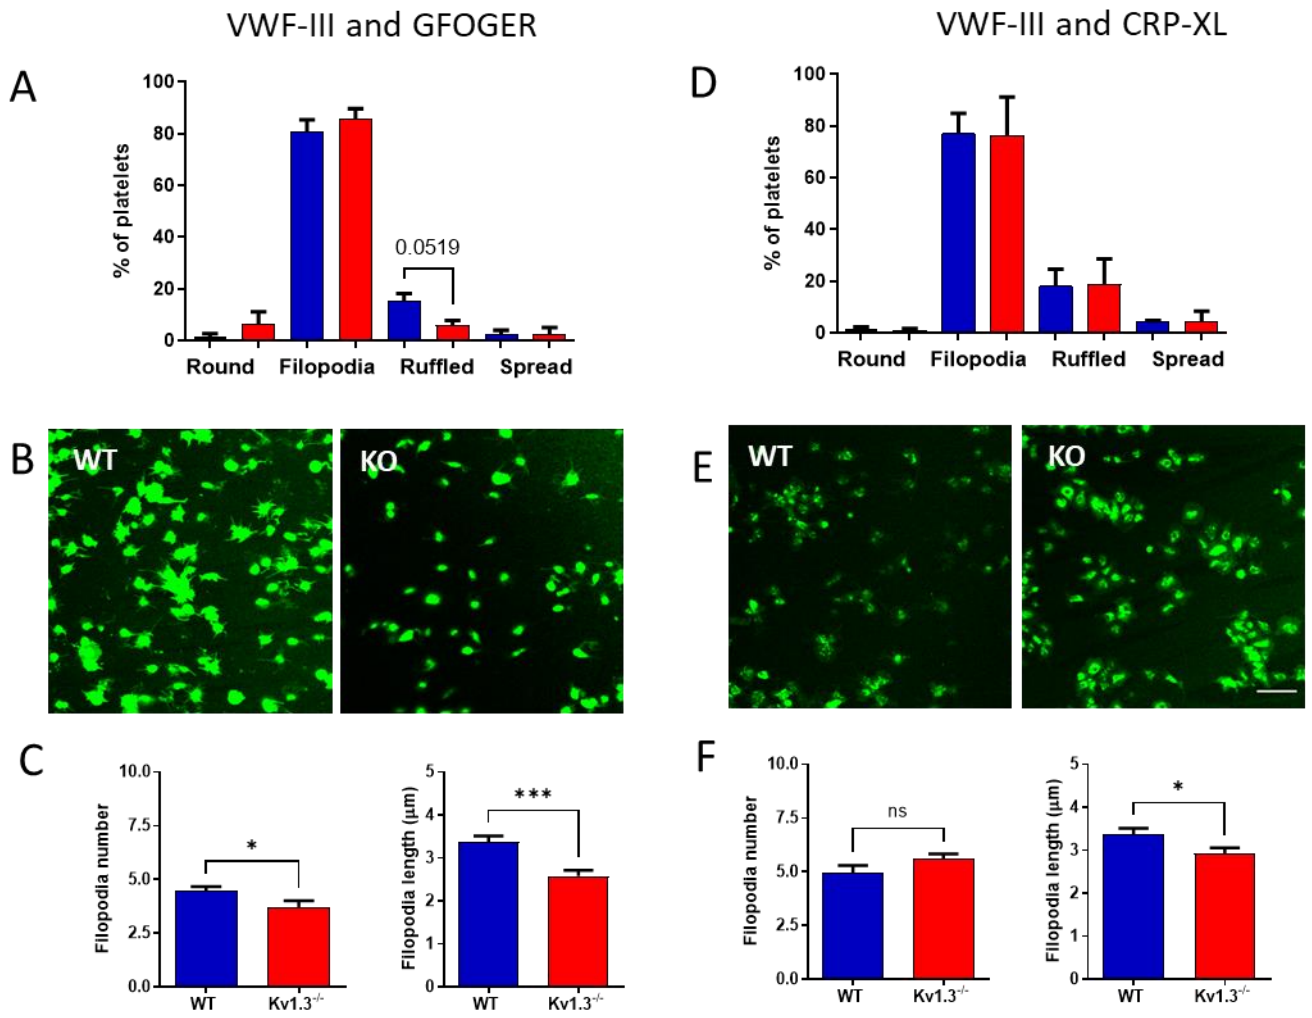 VWF-III and GFOGER
VWF-III and CRP-XL
A
100
80
60
40
20
0
% of platelets
0.0519
Round Filopodia Ruffled Spread
D
100
80
60
40
20
0
% of platelets
Round Filopodia Ruffled Spread
B
WT
KO
E
WT
KO
C
10.0
7.5
5.0
2.5
0.0
Filopodia number
*
WT Kv1.3-/-
5
4
3
2
1
0
Filopodia length (μm)
***
WT Kv1.3-/-
F
10.0
7.5
5.0
2.5
0.0
Filopodia number
ns
WT Kv1.3-/-
5
4
3
2
1
0
Filopodia length (μm)
*
WT Kv1.3-/-